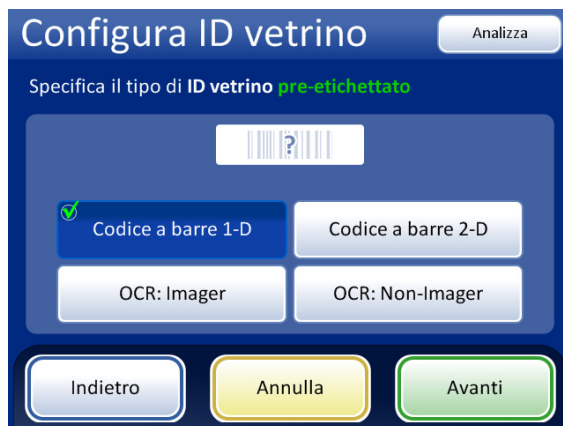 Configura ID vetrino
Analizza
Specifica il tipo di ID vetrino pre-etichettato
?
Codice a barre 1-D
Codice a barre 2-D
OCR: Imager
OCR: Non-Imager
Indietro
Annulla
Avanti